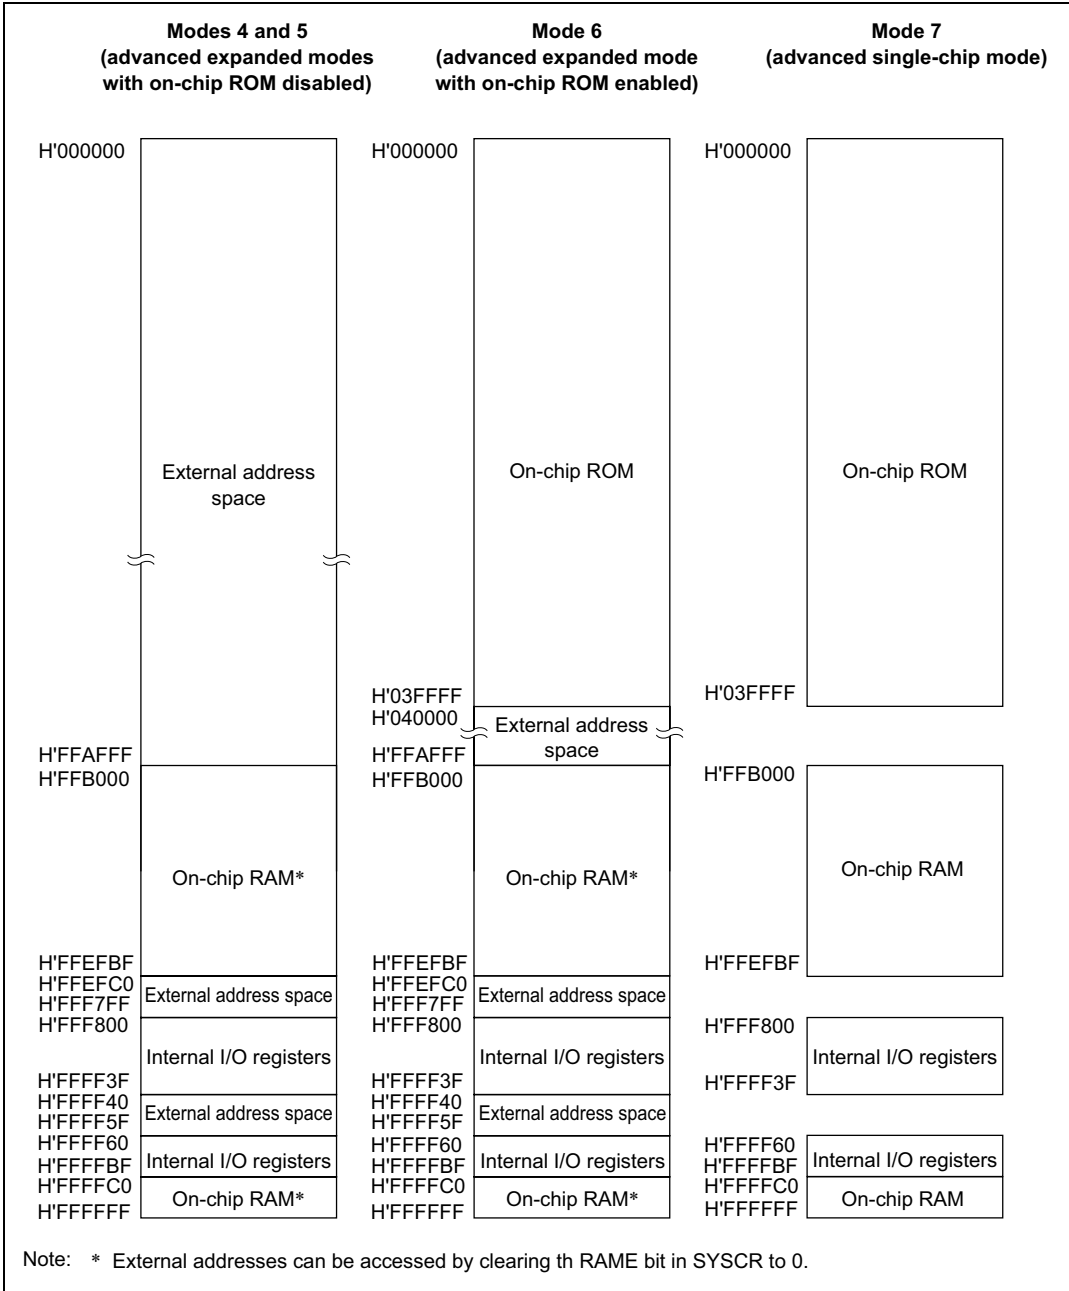 Modes 4 and 5
(advanced expanded modes
with on-chip ROM disabled)
Mode 6
(advanced expanded mode
with on-chip ROM enabled)
Mode 7
(advanced single-chip mode)
H'000000
External address
space
H'FFAFFF
H'FFB000
On-chip RAM*
H'FFEFBF
H'FFEFC0
External address space
H'FFF7FF
H'FFF800
Internal I/O registers
H'FFFF3F
H'FFFF40
External address space
H'FFFF5F
H'FFFF60
Internal I/O registers
H'FFFFBF
H'FFFFC0
On-chip RAM*
H'FFFFFF
H'000000
On-chip ROM
H'03FFFF
H'040000
External address
space
H'FFAFFF
H'FFB000
On-chip RAM*
H'FFEFBF
H'FFEFC0
External address space
H'FFF7FF
H'FFF800
Internal I/O registers
H'FFFF3F
H'FFFF40
External address space
H'FFFF5F
H'FFFF60
Internal I/O registers
H'FFFFBF
H'FFFFC0
On-chip RAM*
H'FFFFFF
H'000000
On-chip ROM
H'03FFFF
H'FFB000
On-chip RAM
H'FFEFBF
H'FFF800
Internal I/O registers
H'FFFF3F
H'FFFF60
Internal I/O registers
H'FFFFBF
H'FFFFC0
On-chip RAM
H'FFFFFF
Note: * External addresses can be accessed by clearing th RAME bit in SYSCR to 0.